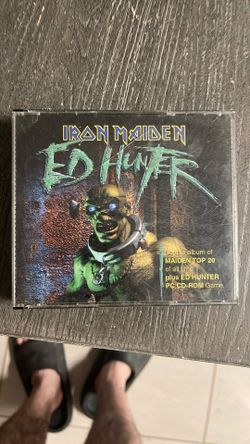 IRON MAIDEN
ED HUNTER
album of
MAIDEN TOP 20
of all time
plus ED HUNTER
PC CD-ROM Game